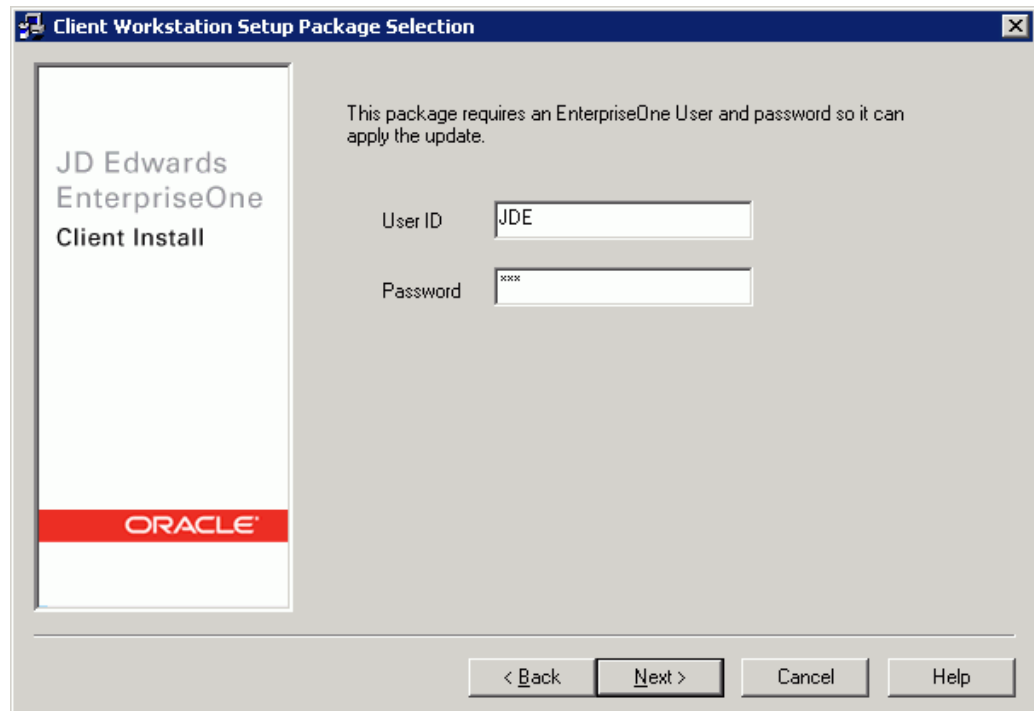 Client Workstation Setup Package Selection
JD Edwards
EnterpriseOne
Client Install
ORACLE
This package requires an EnterpriseOne User and password so it can
apply the update.
User ID
JDE
Password
***
< Back
Next >
Cancel
Help